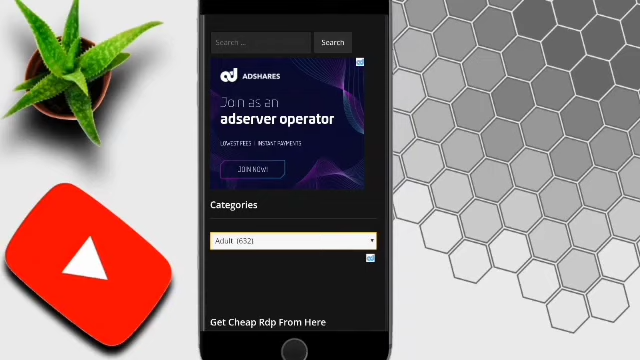 Search ...
Search
ADSHARES
Join as an
adserver operator
LOWEST FEES | INSTANT PAYMENTS
JOIN NOW!
Categories
Adult (632)
Get Cheap Rdp From Here